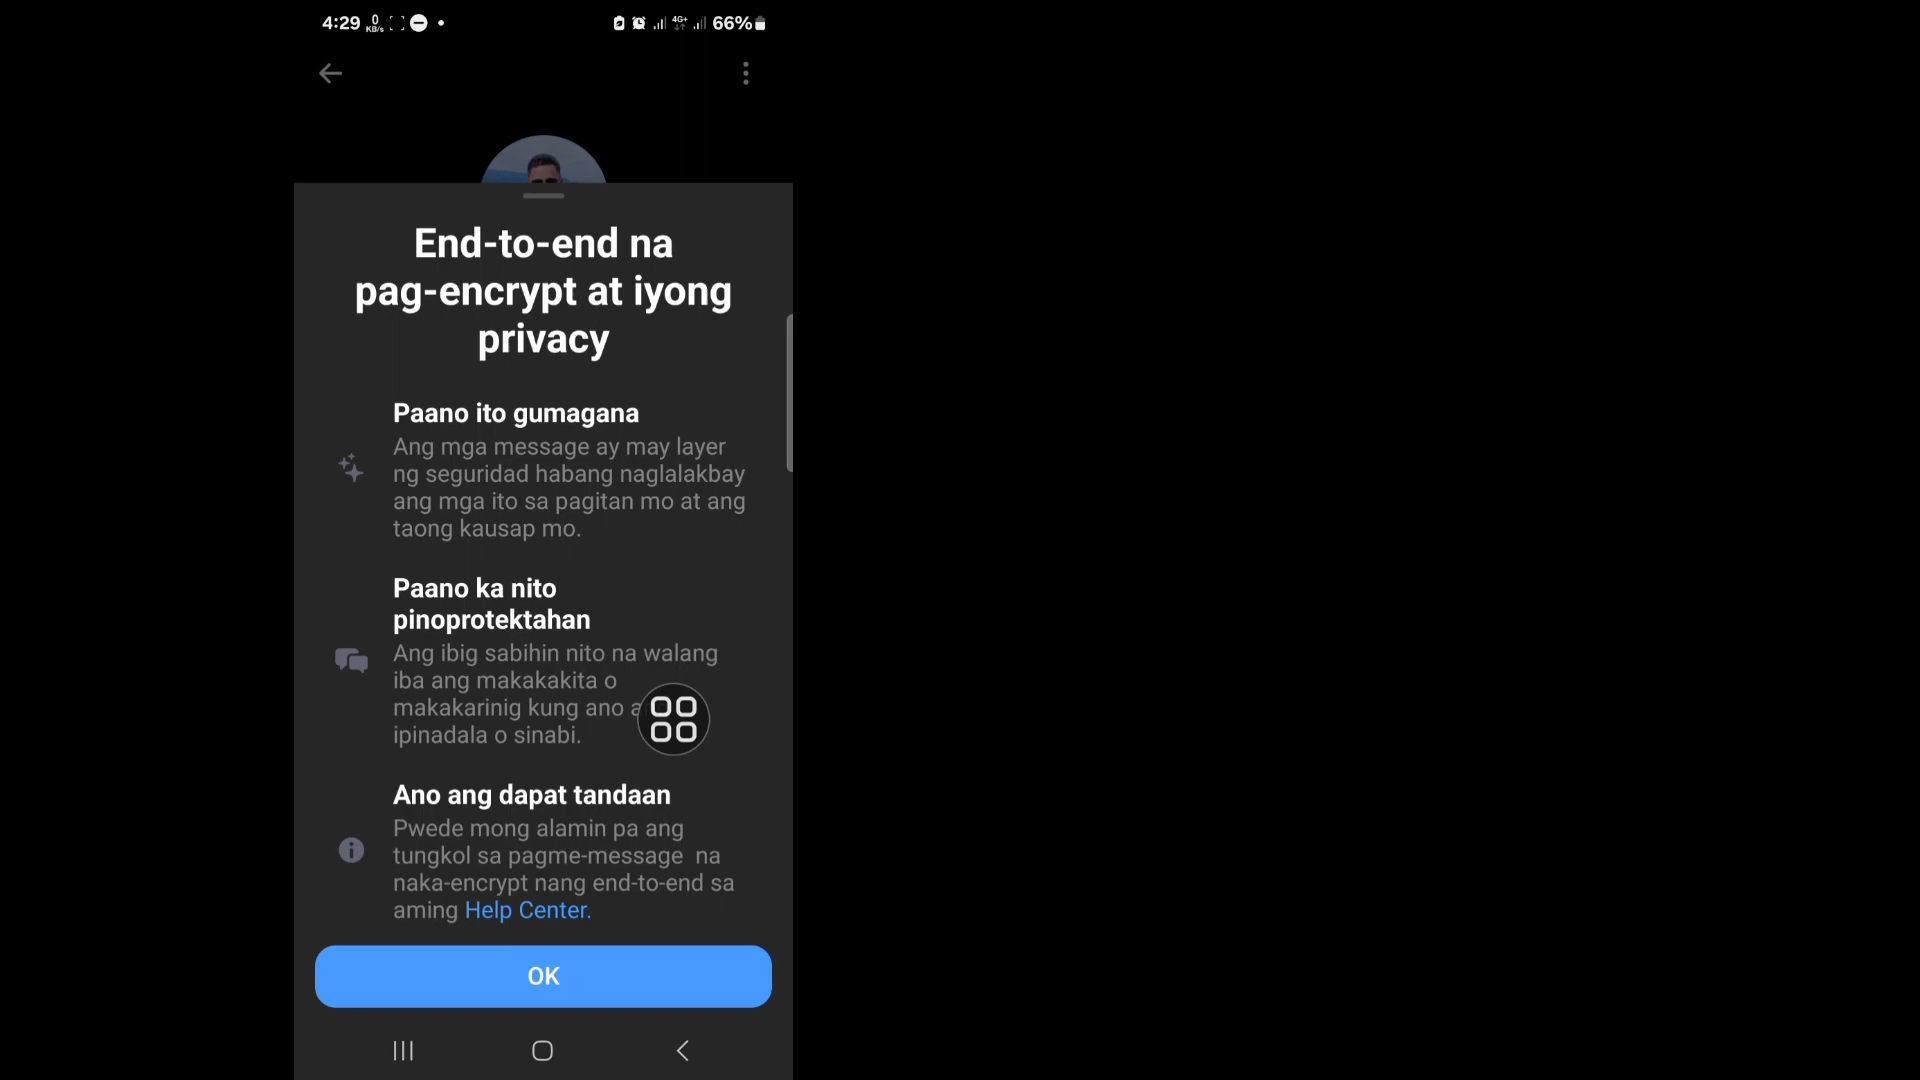 4:29 0 KB/s 4G+ 66%
End-to-end na
pag-encrypt at iyong
privacy
Paano ito gumagana
Ang mga message ay may layer
ng seguridad habang naglalakbay
ang mga ito sa pagitan mo at ang
taong kausap mo.
Paano ka nito
pinoprotektahan
Ang ibig sabihin nito na walang
iba ang makakakita o
makakarinig kung ano
ipinadala o sinabi.
Ano ang dapat tandaan
Pwede mong alamin pa ang
tungkol sa pagme-message na
naka-encrypt nang end-to-end sa
aming Help Center.
OK